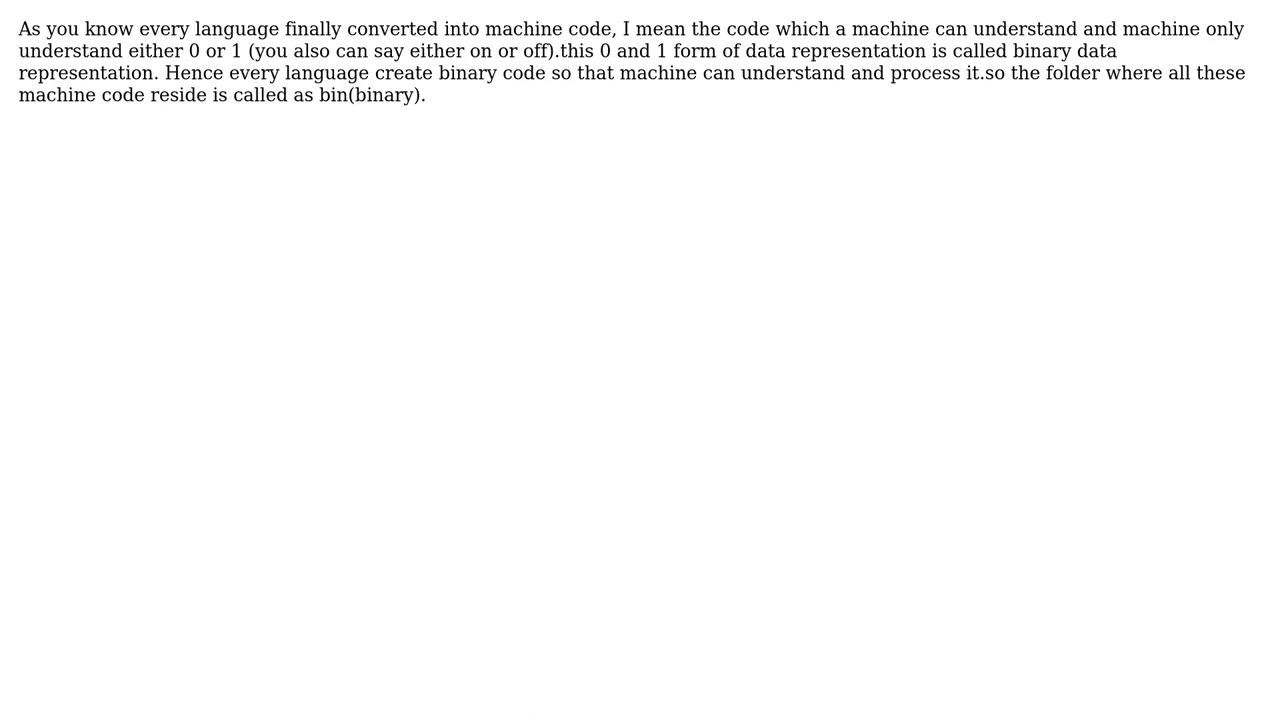 As you know every language finally converted into machine code, I mean the code which a machine can understand and machine only
understand either 0 or 1 (you also can say either on or off).this 0 and 1 form of data representation is called binary data
representation. Hence every language create binary code so that machine can understand and process it.so the folder where all these
machine code reside is called as bin(binary).